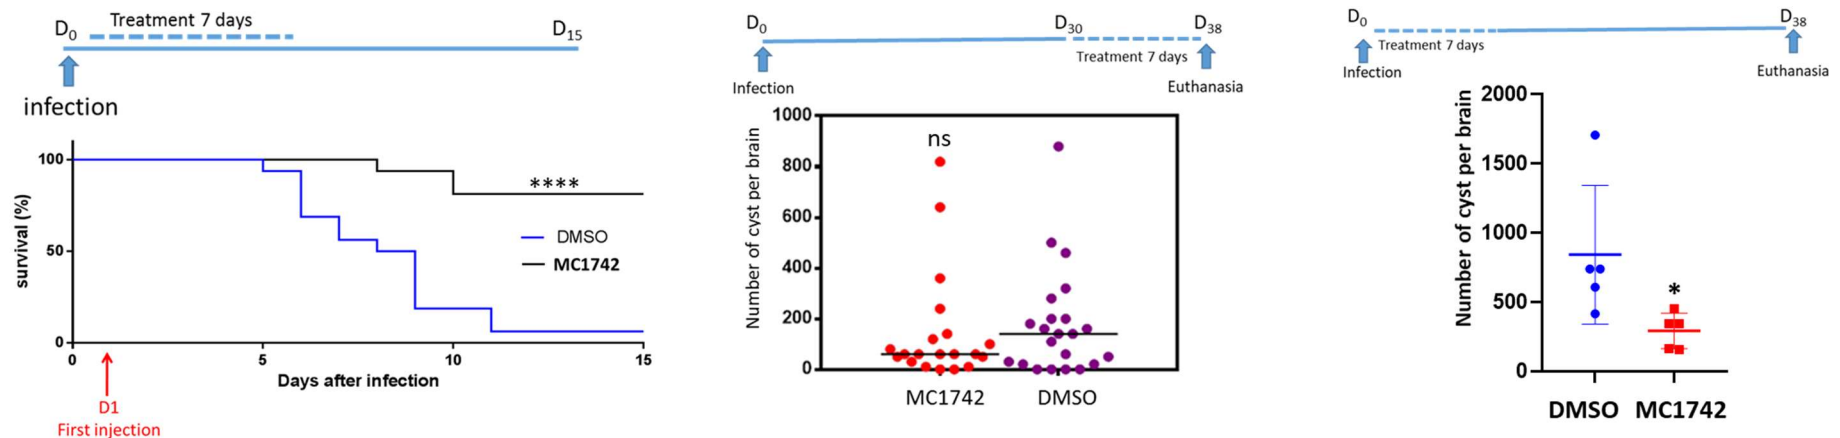 Treatment 7 days
D0
D15
infection
100
50
0
survival (%)
****
DMSO
MC1742
0
5
10
15
Days after infection
D1
First injection
D0
D30
D38
Treatment 7 days
Infection
Euthanasia
1000
800
600
400
200
0
Number of cyst per brain
ns
MC1742
DMSO
D0
D38
Treatment 7 days
Infection
Euthanasia
2000
1500
1000
500
0
Number of cyst per brain
*
DMSO
MC1742